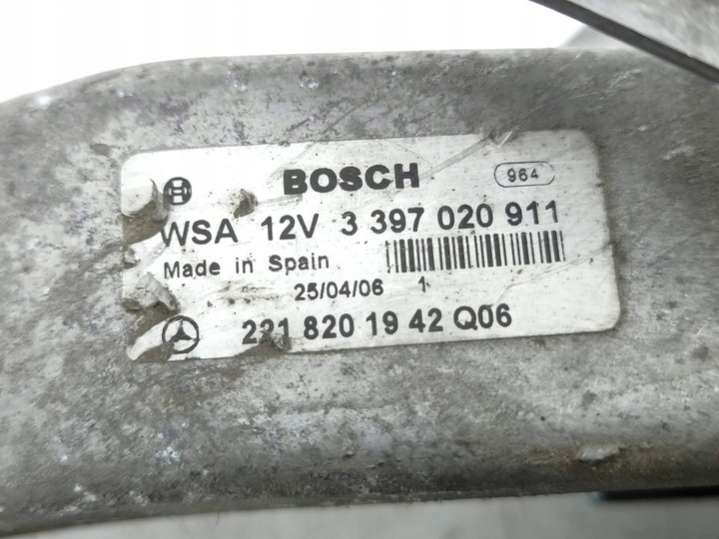 BOSCH 964
WSA 12V 3 397 020 911
Made in Spain
25/04/06 1
221 820 19 42 Q06